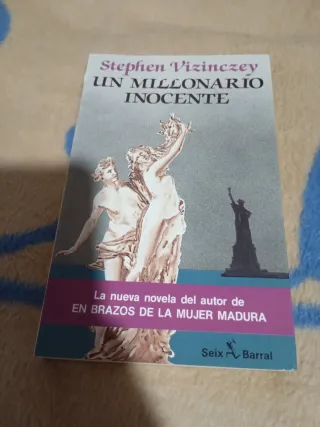 Stephen Vizinczey
UN MILLONARIO
INOCENTE
La nueva novela del autor de
EN BRAZOS DE LA MUJER MADURA
Seix Barral